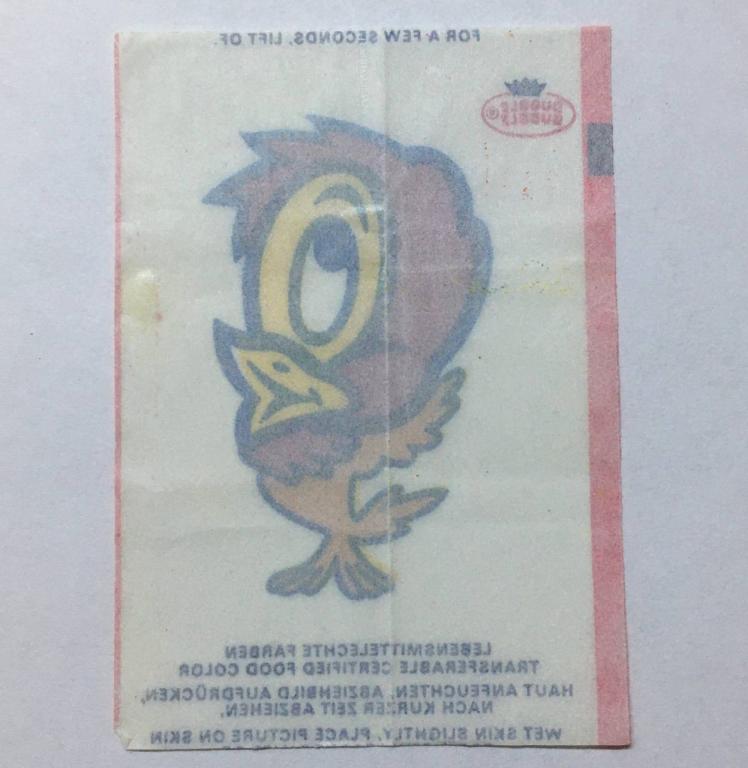 FOR A FEW SECONDS, LIFT OF.
DUBBLE
BUBBLE ®
LEBENSMITTELECHTE FARBEN
TRANSFERABLE CERTIFIED FOOD COLOR
HAUT ANFEUCHTEN, ABZIEHBILD AUFDRÜCKEN,
NACH KURZER ZEIT ABZIEHEN.
WET SKIN SLIGHTLY, PLACE PICTURE ON SKIN